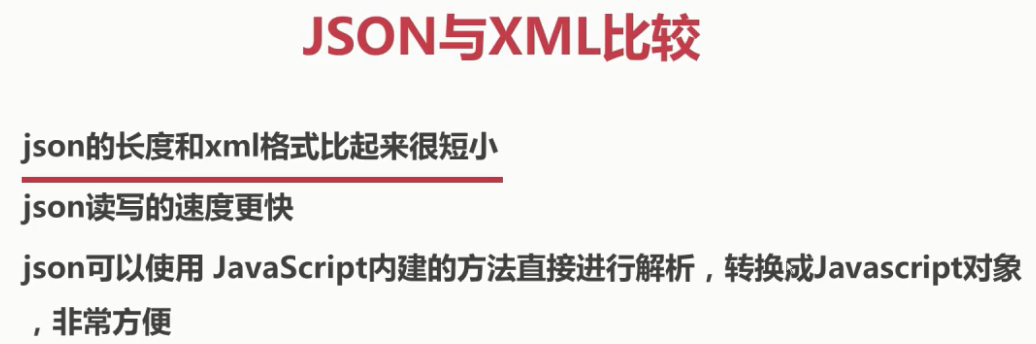 JSON与XML比较
json的长度和xml格式比起来很短小
json读写的速度更快
json可以使用 JavaScript内建的方法直接进行解析，转换成Javascript对象
，非常方便